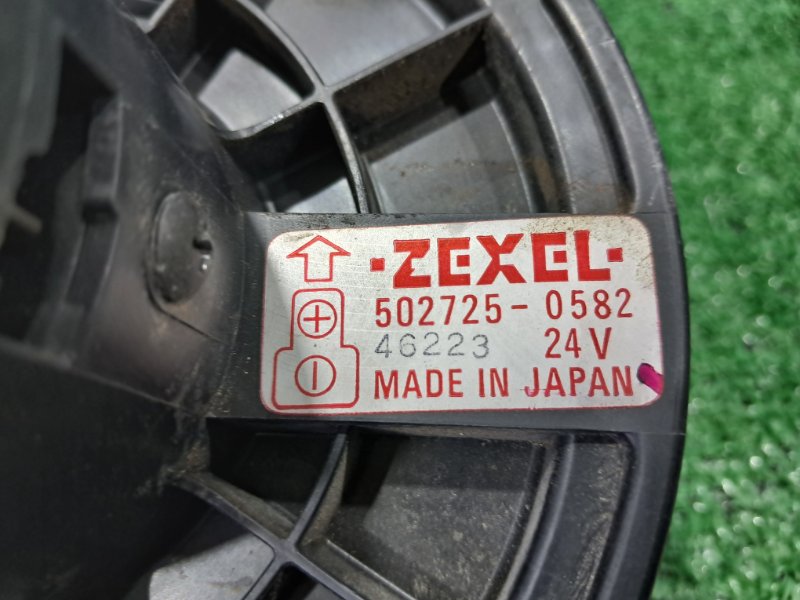 ·ZEXEL·
502725-0582
46223 24V
MADE IN JAPAN